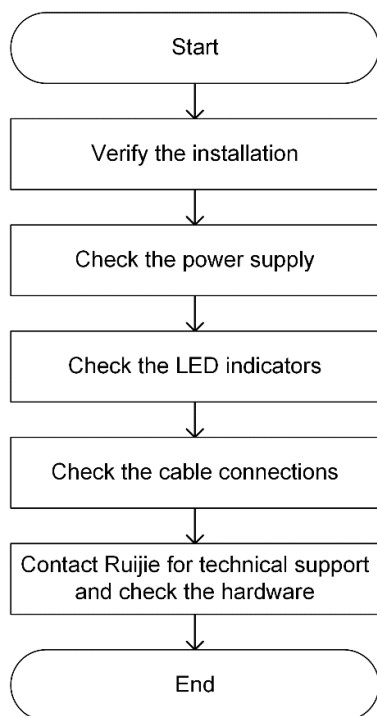 Start
Verify the installation
Check the power supply
Check the LED indicators
Check the cable connections
Contact Ruijie for technical support
and check the hardware
End